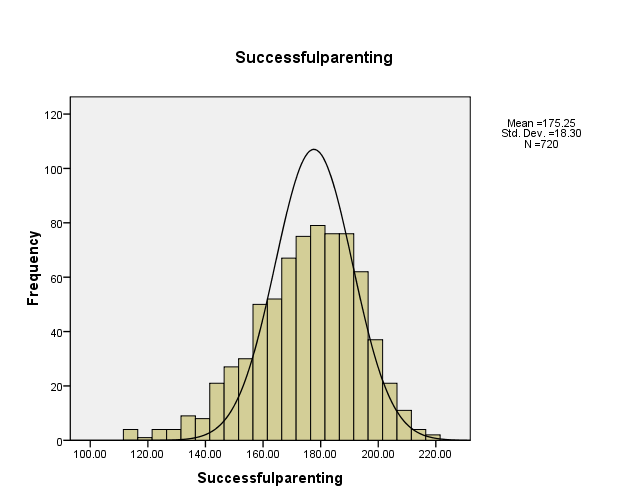 Successfulparenting
Mean =175.25
Std. Dev. =18.30
N =720
120
100
80
60
40
20
0
Frequency
100.00 120.00 140.00 160.00 180.00 200.00 220.00
Successfulparenting